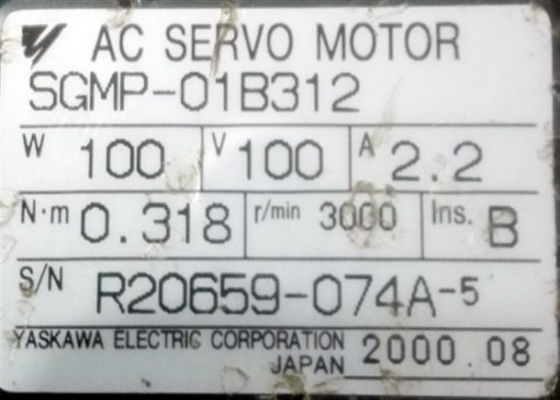 AC SERVO MOTOR
SGMP-01B312
W 100 V 100 A 2.2
N·m 0.318 r/min 3000 Ins. B
S/N R20659-074A-5
YASKAWA ELECTRIC CORPORATION
JAPAN 2000.08